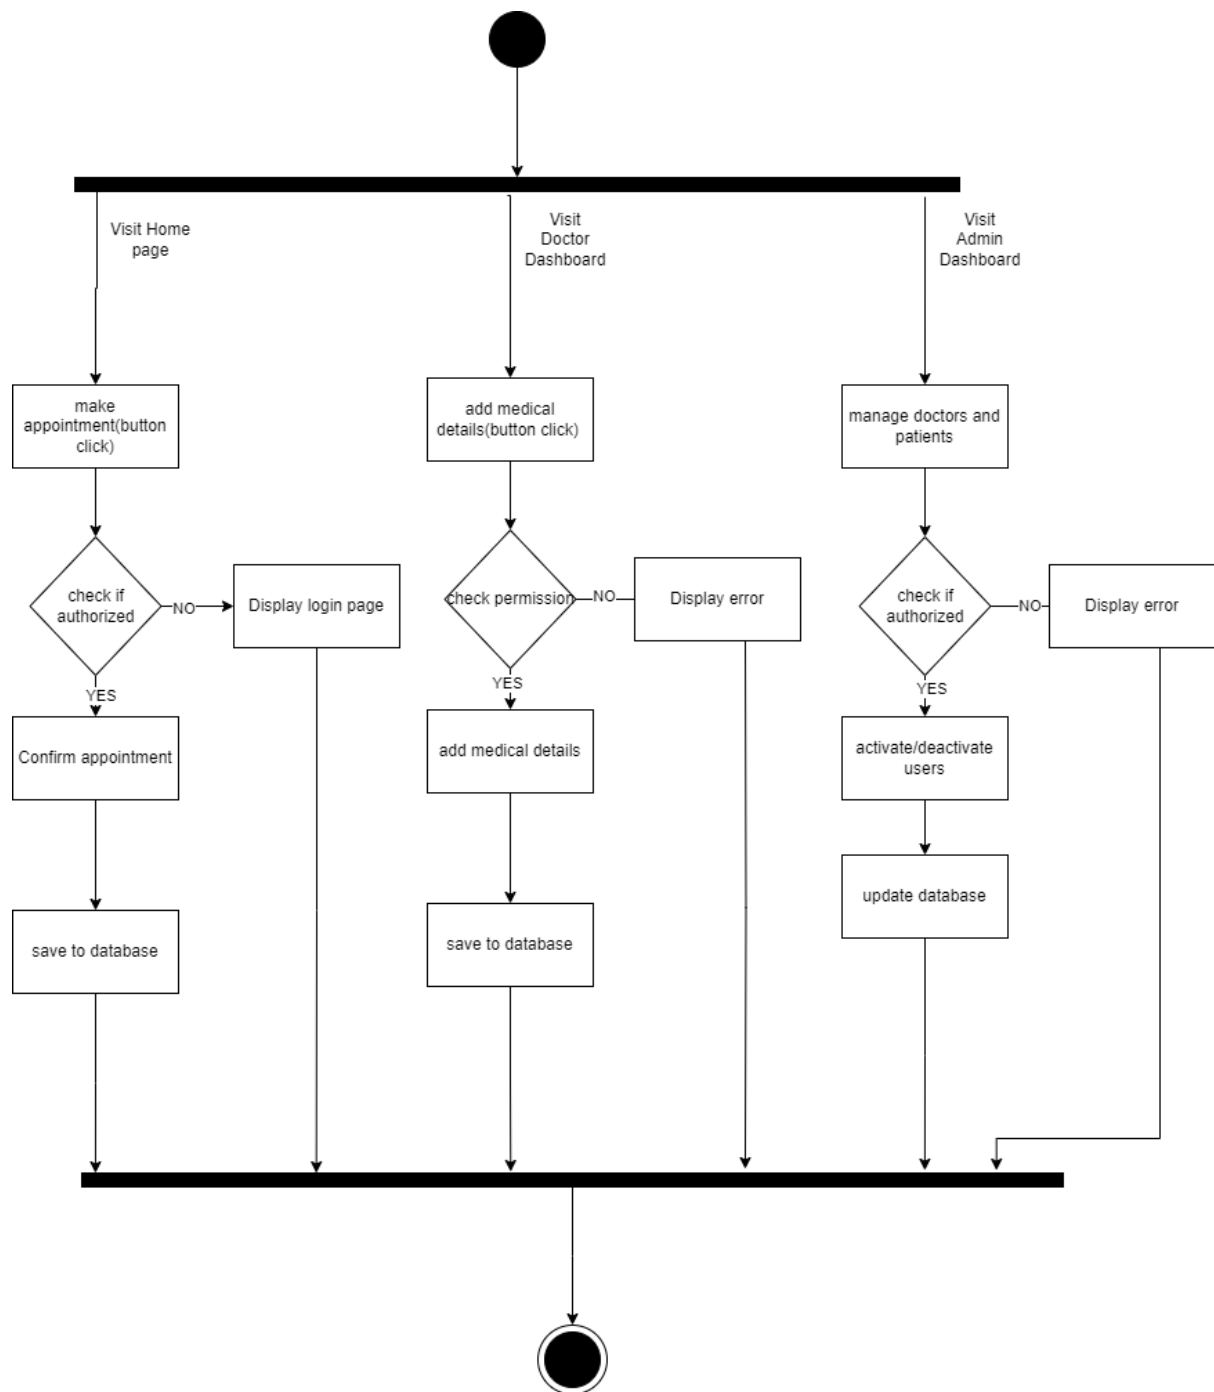 Visit Home
page
Visit
Doctor
Dashboard
Visit
Admin
Dashboard
make
appointment(button
click)
add medical
details(button click)
manage doctors and
patients
check if
authorized
NO
Display login page
check permission
NO
Display error
check if
authorized
NO
Display error
YES
YES
YES
Confirm appointment
add medical details
activate/deactivate
users
update database
save to database
save to database